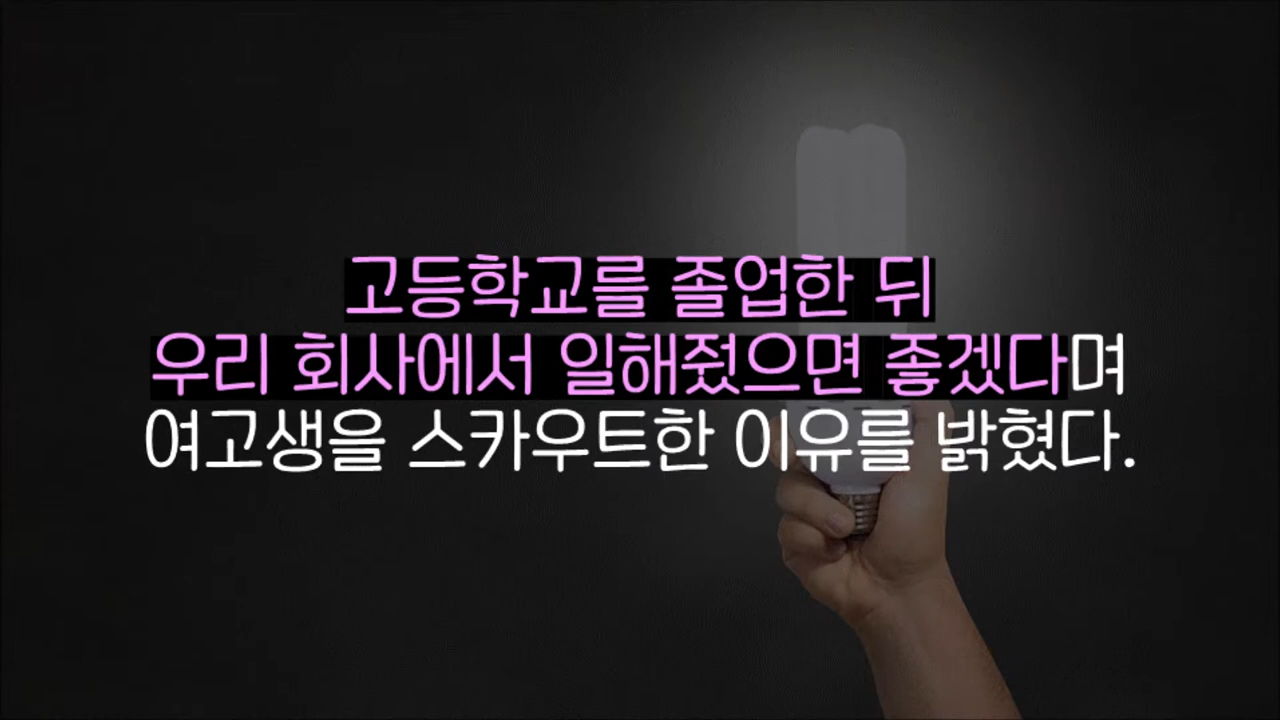 고등학교를 졸업한 뒤
우리 회사에서 일해줬으면 좋겠다며
여고생을 스카우트한 이유를 밝혔다.